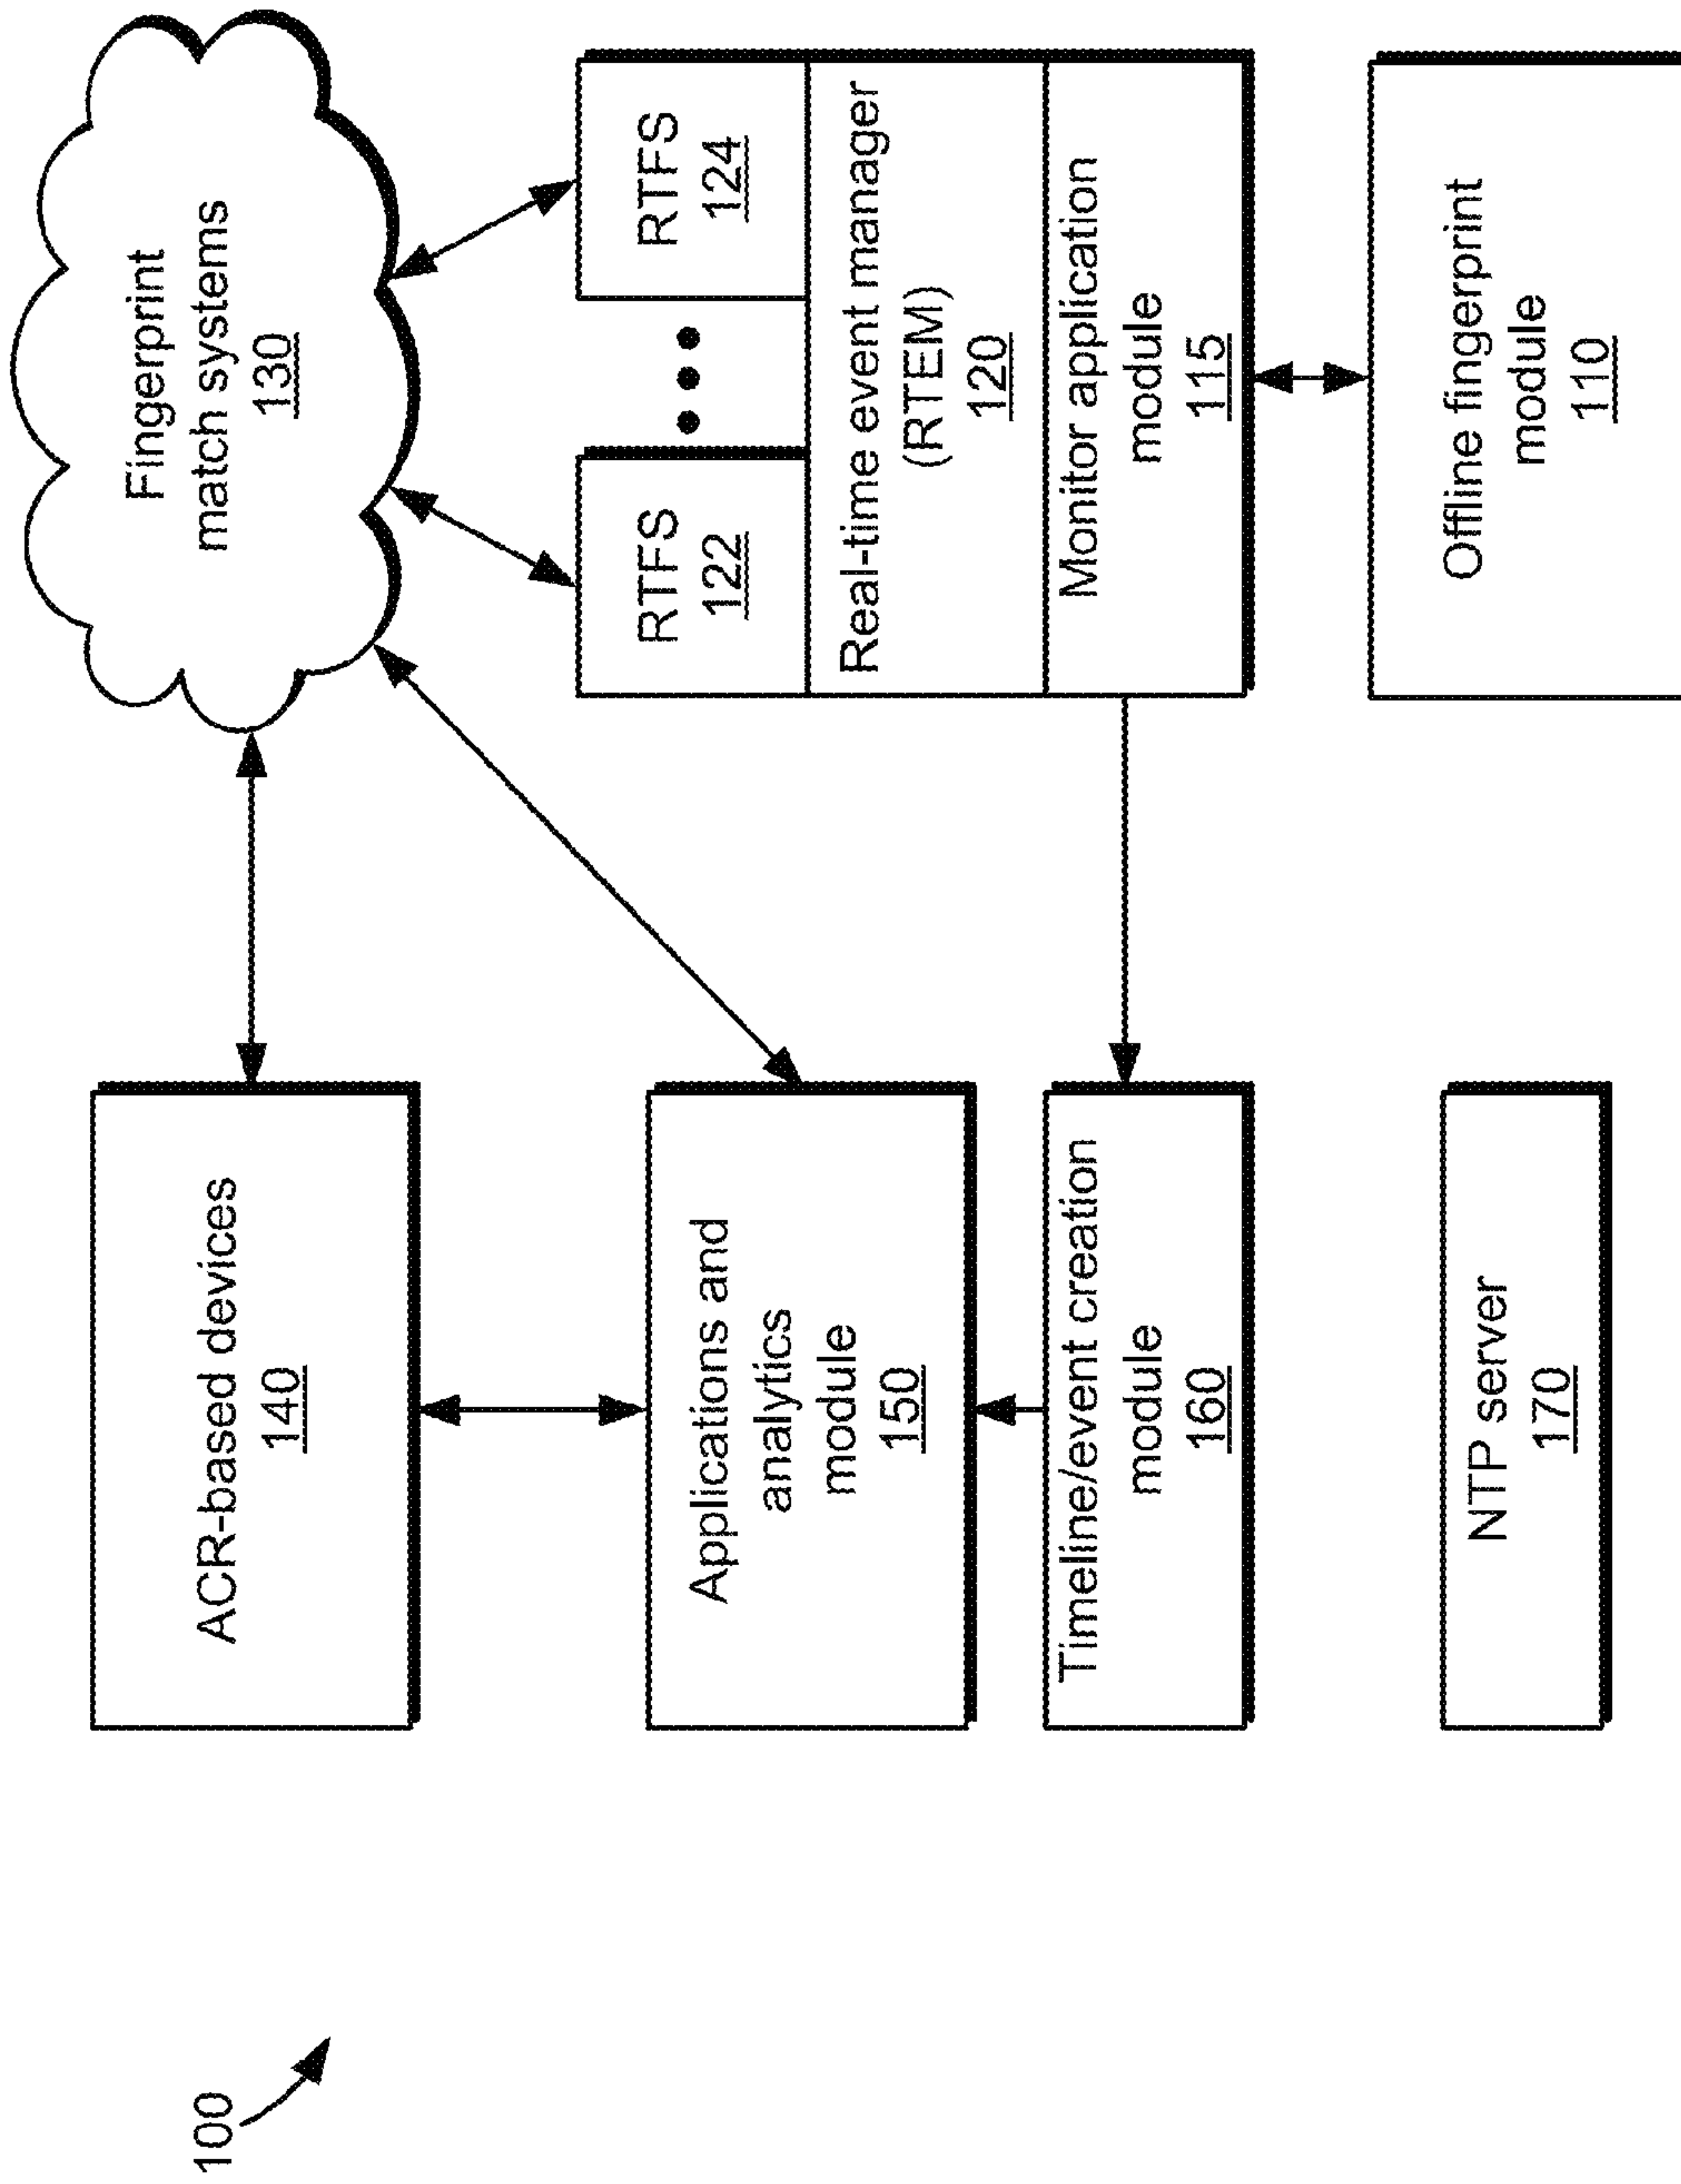 100
ACR-based devices
140
Fingerprint
match systems
130
Applications and
analytics
module
150
RTFS
122
RTFS
124
Real-time event manager
(RTEM)
120
Timeline/event creation
module
160
Monitor application
module
115
NTP server
170
Offline fingerprint
module
110